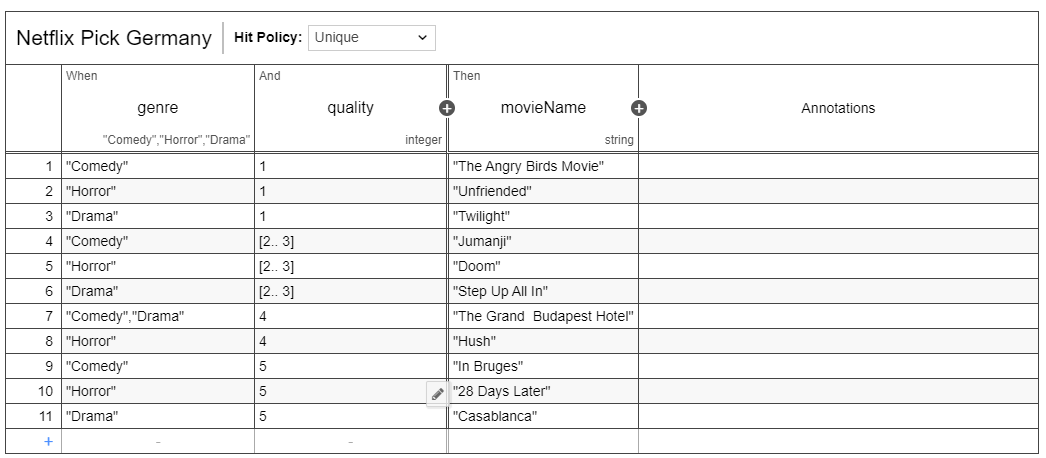 Netflix Pick Germany Hit Policy: Unique
When And Then
genre quality movieName Annotations
"Comedy","Horror","Drama" integer string
1 "Comedy" 1 "The Angry Birds Movie"
2 "Horror" 1 "Unfriended"
3 "Drama" 1 "Twilight"
4 "Comedy" [2.. 3] "Jumanji"
5 "Horror" [2.. 3] "Doom"
6 "Drama" [2.. 3] "Step Up All In"
7 "Comedy","Drama" 4 "The Grand  Budapest Hotel"
8 "Horror" 4 "Hush"
9 "Comedy" 5 "In Bruges"
10 "Horror" 5 "28 Days Later"
11 "Drama" 5 "Casablanca"
+ - -